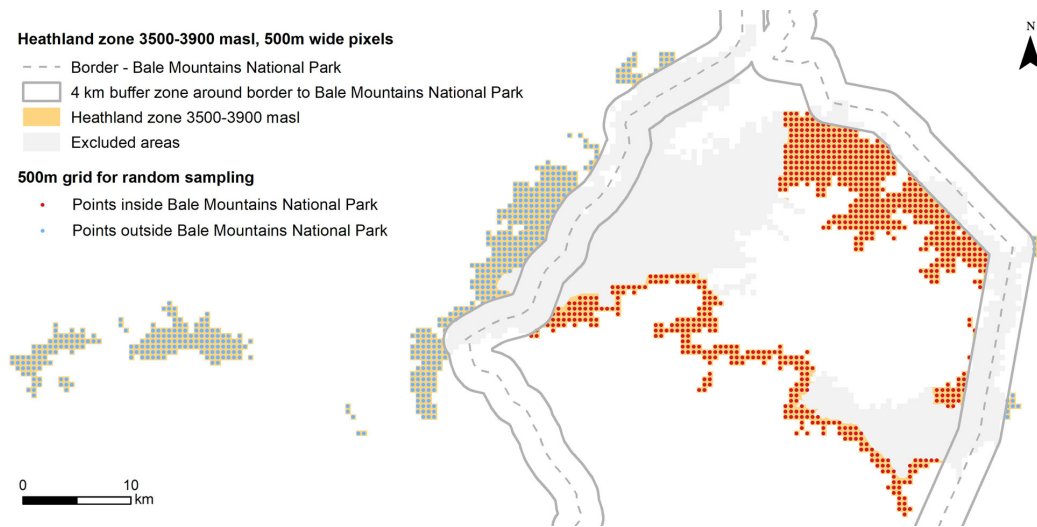 Heathland zone 3500-3900 masl, 500m wide pixels
Border - Bale Mountains National Park
4 km buffer zone around border to Bale Mountains National Park
Heathland zone 3500-3900 masl
Excluded areas
500m grid for random sampling
Points inside Bale Mountains National Park
Points outside Bale Mountains National Park
N
0 10
km